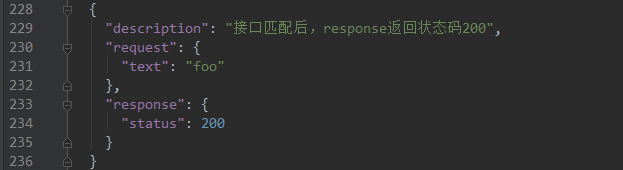 228 {
229 "description": "接口匹配后，response返回状态码200",
230 "request": {
231 "text": "foo"
232 },
233 "response": {
234 "status": 200
235 }
236 }